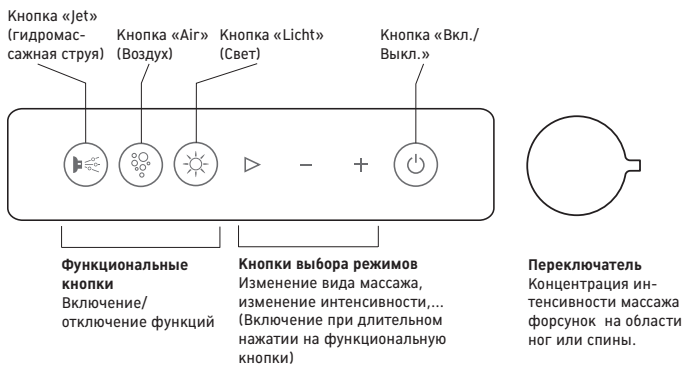 Кнопка «Jet»
(гидромас-
сажная струя)
Кнопка «Air»
(Воздух)
Кнопка «Licht»
(Свет)
Кнопка «Вкл./
Выкл.»
Функциональные
кнопки
Включение/
отключение функций
Кнопки выбора режимов
Изменение вида массажа,
изменение интенсивности,...
(Включение при длительном
нажатии на функциональную
кнопки)
Переключатель
Концентрация ин-
тенсивности массажа
форсунок на области
ног или спины.